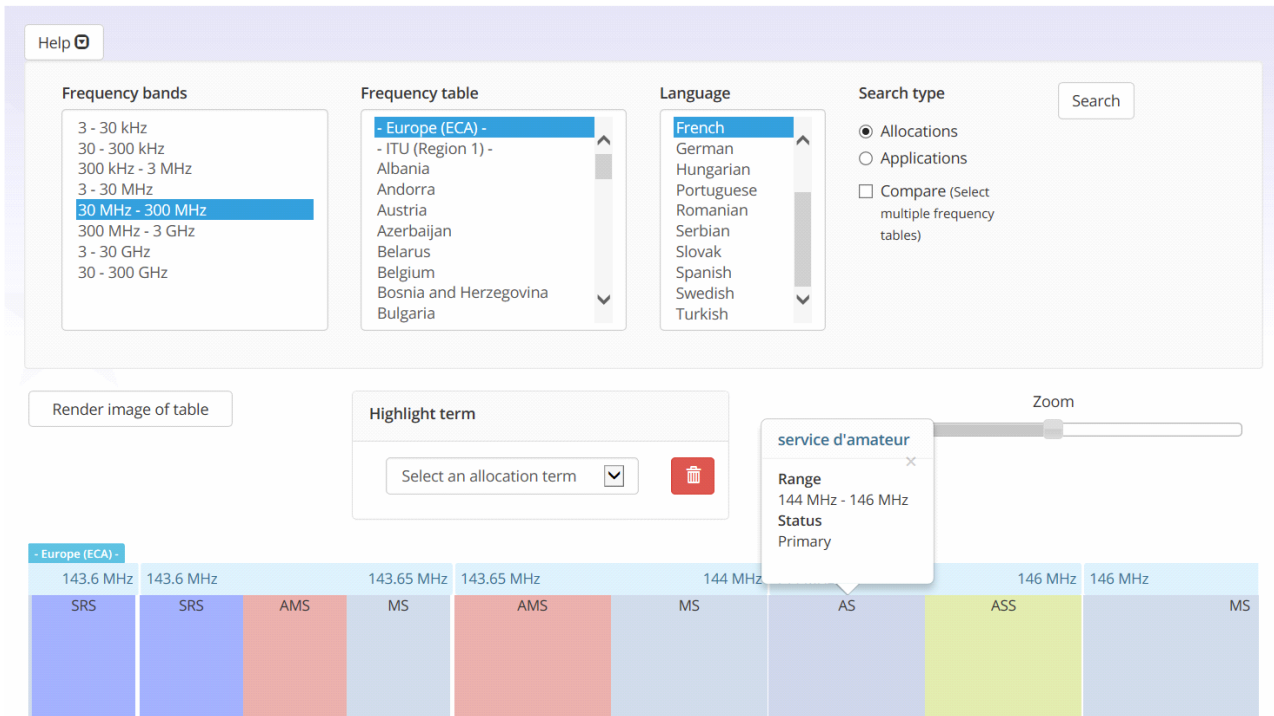 Help
Frequency bands
3 - 30 kHz
30 - 300 kHz
300 kHz - 3 MHz
3 - 30 MHz
30 MHz - 300 MHz
300 MHz - 3 GHz
3 - 30 GHz
30 - 300 GHz
Frequency table
- Europe (ECA) -
- ITU (Region 1) -
Albania
Andorra
Austria
Azerbaijan
Belarus
Belgium
Bosnia and Herzegovina
Bulgaria
Language
French
German
Hungarian
Portuguese
Romanian
Serbian
Slovak
Spanish
Swedish
Turkish
Search type
Allocations
Applications
Compare (Select
multiple frequency
tables)
Search
Render image of table
Highlight term
Select an allocation term
Zoom
service d'amateur
×
Range
144 MHz - 146 MHz
Status
Primary
- Europe (ECA) -
143.6 MHz 143.6 MHz 143.65 MHz 143.65 MHz 144 MHz 146 MHz 146 MHz
SRS SRS AMS MS AMS MS AS ASS MS